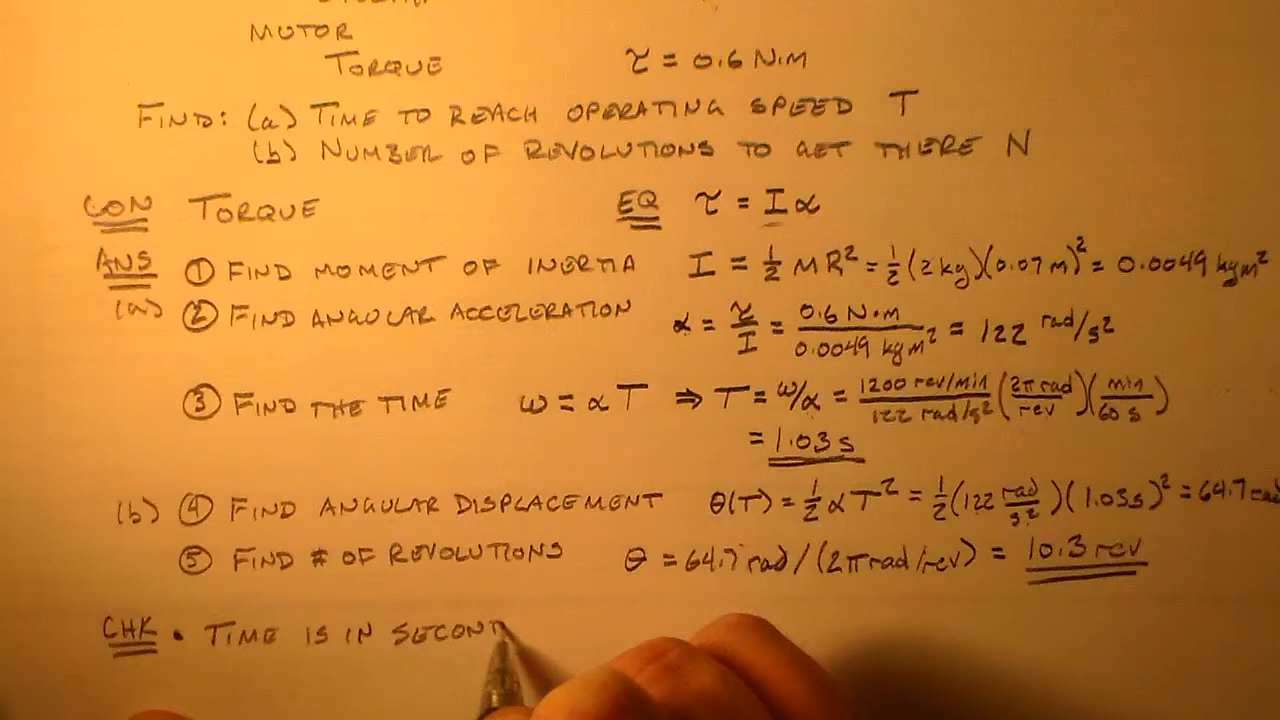 MOTOR
TORQUE τ = 0.6 N·M
FIND: (a) TIME TO REACH OPERATING SPEED T
(b) NUMBER OF REVOLUTIONS TO GET THERE N
CON TORQUE EQ τ = Iα
ANS ① FIND MOMENT OF INERTIA I = 1/2 MR² = 1/2 (2 kg)(0.07 m)² = 0.0049 kgm²
(a) ② FIND ANGULAR ACCELERATION α = τ/I = 0.6 N·m / 0.0049 kgm² = 122 rad/s²
③ FIND THE TIME ω = αT ⇒ T = ω/α = 1200 rev/min / 122 rad/s² (2π rad / rev)(min / 60 s)
= 1.03 s
(b) ④ FIND ANGULAR DISPLACEMENT θ(T) = 1/2 αT² = 1/2 (122 rad/s²)(1.03s)² = 64.7 rad
⑤ FIND # OF REVOLUTIONS θ = 64.7 rad/(2π rad/rev) = 10.3 rev
CHK • TIME IS IN SECOND